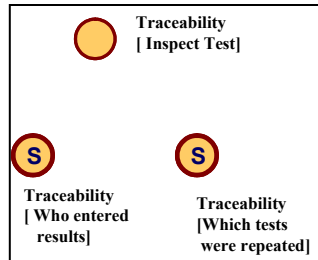 Traceability
[ Inspect Test]
S
S
Traceability
[ Who entered
results]
Traceability
[Which tests
were repeated]